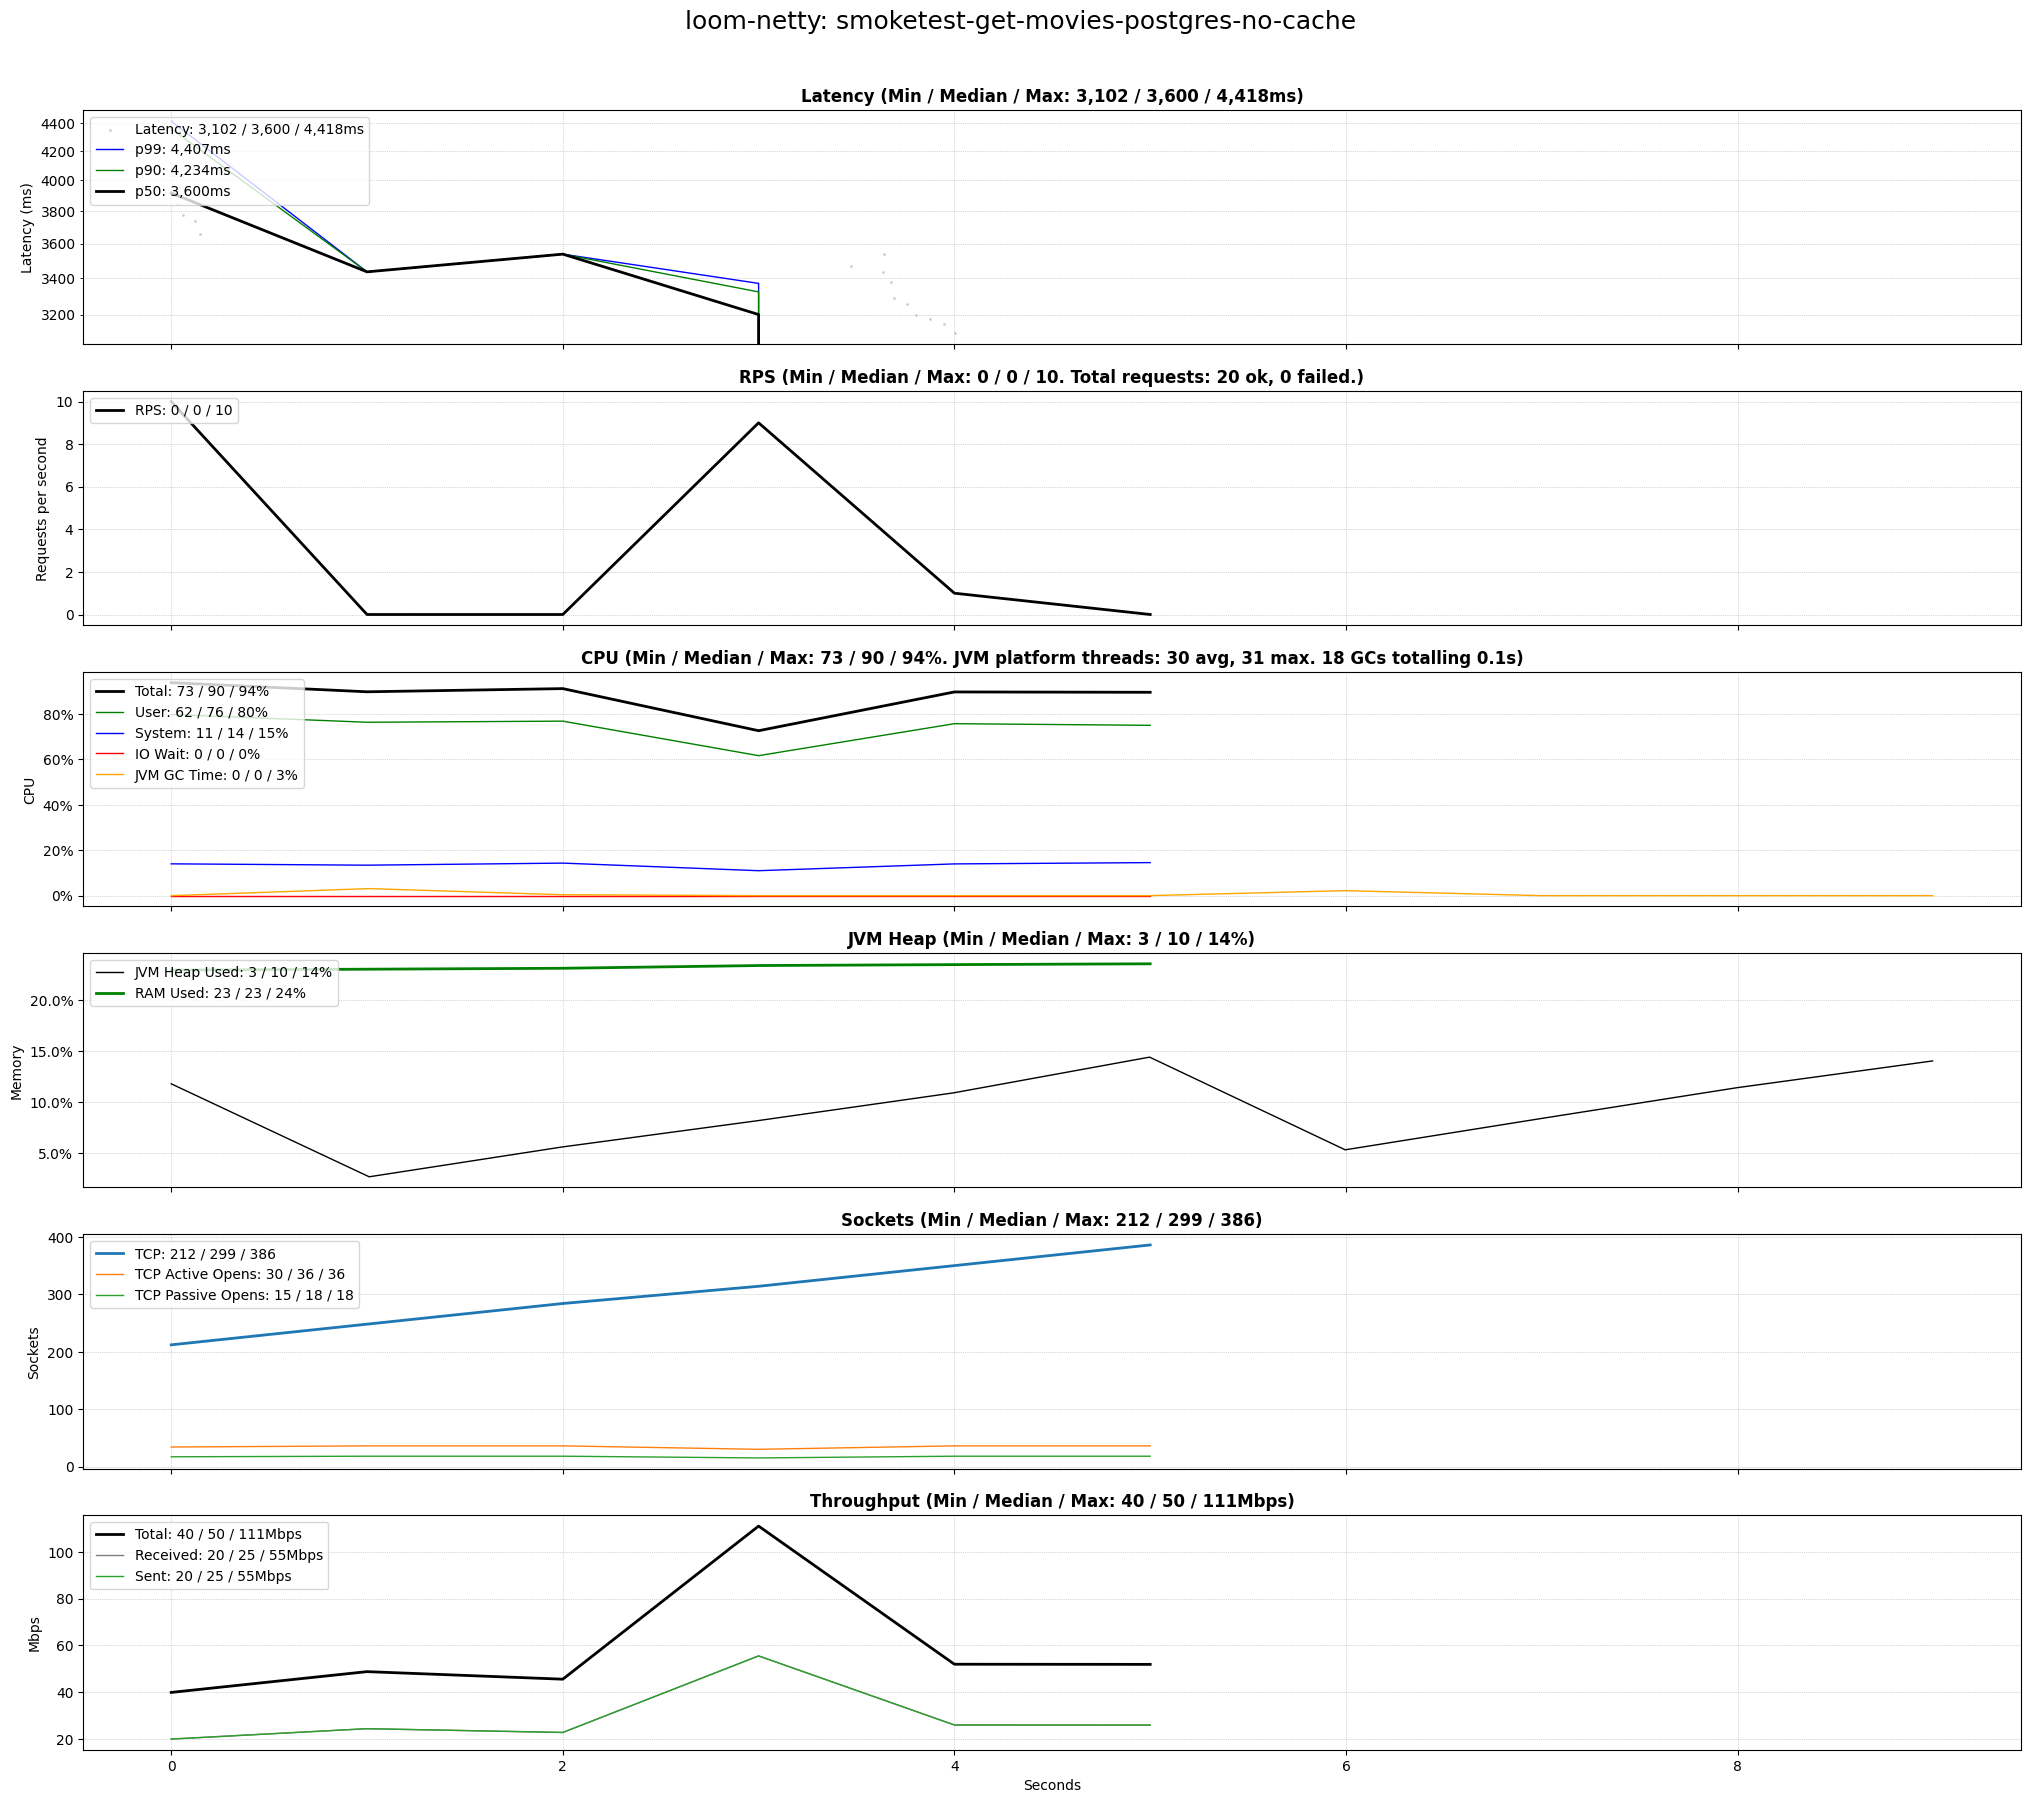 loom-netty: smoketest-get-movies-postgres-no-cache
Latency (Min / Median / Max: 3,102 / 3,600 / 4,418ms)
Latency (ms)
4400
4200
4000
3800
3600
3400
3200
Latency: 3,102 / 3,600 / 4,418ms
p99: 4,407ms
p90: 4,234ms
p50: 3,600ms
RPS (Min / Median / Max: 0 / 0 / 10. Total requests: 20 ok, 0 failed.)
Requests per second
10
8
6
4
2
0
RPS: 0 / 0 / 10
CPU (Min / Median / Max: 73 / 90 / 94%. JVM platform threads: 30 avg, 31 max. 18 GCs totalling 0.1s)
CPU
80%
60%
40%
20%
0%
Total: 73 / 90 / 94%
User: 62 / 76 / 80%
System: 11 / 14 / 15%
IO Wait: 0 / 0 / 0%
JVM GC Time: 0 / 0 / 3%
JVM Heap (Min / Median / Max: 3 / 10 / 14%)
Memory
20.0%
15.0%
10.0%
5.0%
JVM Heap Used: 3 / 10 / 14%
RAM Used: 23 / 23 / 24%
Sockets (Min / Median / Max: 212 / 299 / 386)
Sockets
400
300
200
100
0
TCP: 212 / 299 / 386
TCP Active Opens: 30 / 36 / 36
TCP Passive Opens: 15 / 18 / 18
Throughput (Min / Median / Max: 40 / 50 / 111Mbps)
Mbps
100
80
60
40
20
Total: 40 / 50 / 111Mbps
Received: 20 / 25 / 55Mbps
Sent: 20 / 25 / 55Mbps
0 2 4 6 8
Seconds